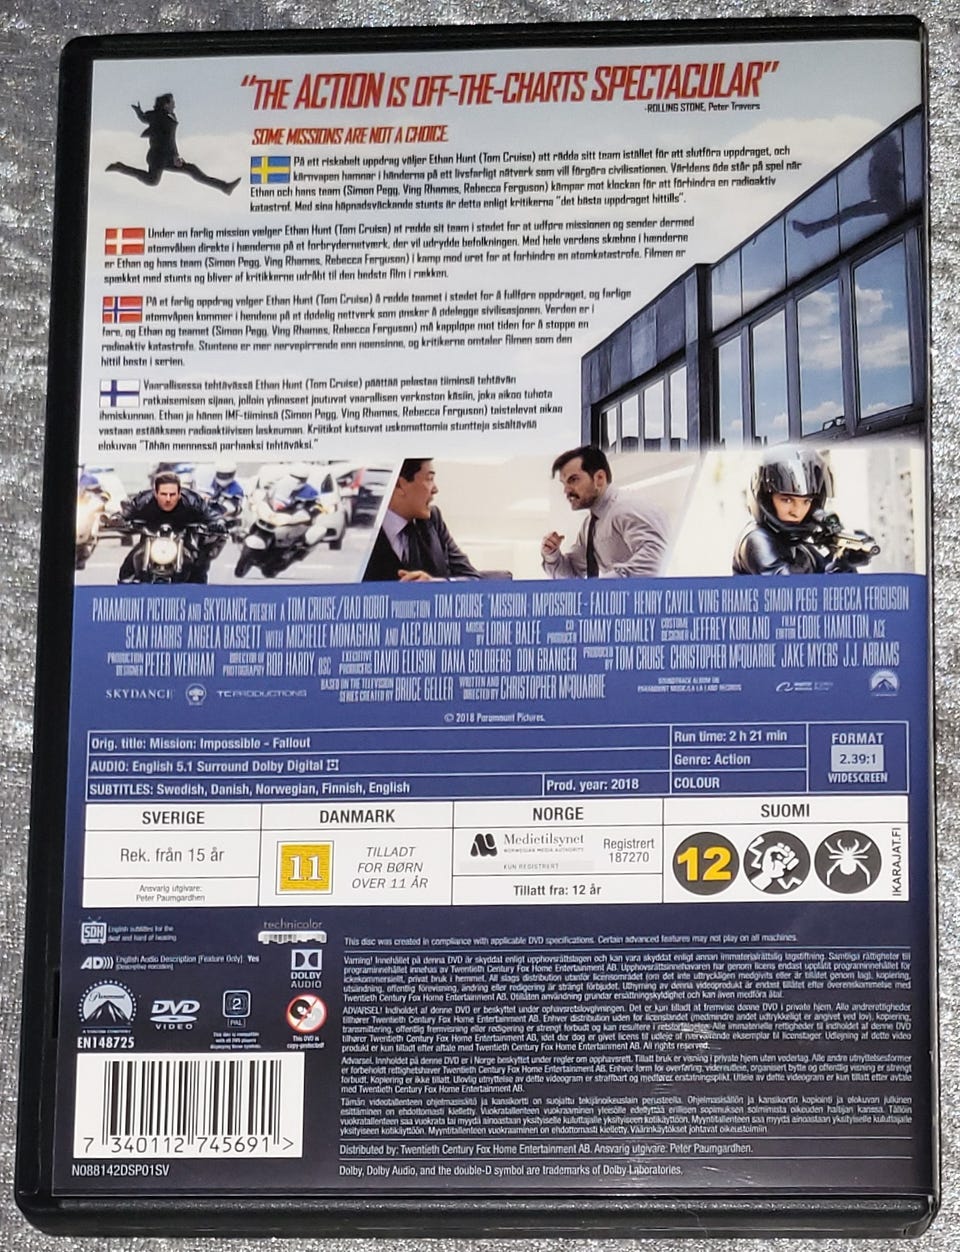 "THE ACTION IS OFF-THE-CHARTS SPECTACULAR"
-ROLLING STONE, Peter Travers
SOME MISSIONS ARE NOT A CHOICE.
På ett riskabelt uppdrag väljer Ethan Hunt (Tom Cruise) att rädda sitt team istället för att slutföra uppdraget, och
kärnvapen hamnar i händerna på ett livsfarligt nätverk som vill förgöra civilisationen. Världens öde står på spel när
Ethan och hans team (Simon Pegg, Ving Rhames, Rebecca Ferguson) kämpar mot klockan för att förhindra en radioaktiv
katastrof. Med sina häpnadsväckande stunts är detta enligt kritikerna "det bästa uppdraget hittills".
Under en farlig mission vælger Ethan Hunt (Tom Cruise) at redde sit team i stedet for at udføre missionen og sender dermed
atomvåben direkte i hænderne på et forbrydernetværk, der vil udrydde befolkningen. Med hele verdens skæbne i hænderne
er Ethan og hans team (Simon Pegg, Ving Rhames, Rebecca Ferguson) i kamp mod uret for at forhindre en atomkatastrofe. Filmen er
spækket med stunts og bliver af kritikkerne udråbt til den bedste film i rækken.
På et farlig oppdrag velger Ethan Hunt (Tom Cruise) å redde teamet i stedet for å fullføre oppdraget, og farlige
atomvåpen kommer i hendene på et dødelig nettverk som ønsker å ødelegge sivilisasjonen. Verden er i
fare, og Ethan og teamet (Simon Pegg, Ving Rhames, Rebecca Ferguson) må kappløpe mot tiden for å stoppe en
radioaktiv katastrofe. Stuntene er mer nervepirrende enn noensinne, og kritikerne omtaler filmen som den
hittil beste i serien.
Vaarallisessa tehtävässä Ethan Hunt (Tom Cruise) päättää pelastaa tiiminsä tehtävän
ratkaisemisen sijaan, jolloin ydinaseet joutuvat vaarallisen verkoston käsiin, joka aikoo tuhota
ihmiskunnan. Ethan ja hänen IMF-tiiminsä (Simon Pegg, Ving Rhames, Rebecca Ferguson) taistelevat aikaa
vastaan estääkseen radioaktiivisen laskeuman. Kriitikot kutsuvat uskomattomia stuntteja sisältävää
elokuvaa "Tähän mennessä parhaaksi tehtäväksi."
PARAMOUNT PICTURES AND SKYDANCE PRESENT A TOM CRUISE/BAD ROBOT PRODUCTION TOM CRUISE 'MISSION: IMPOSSIBLE - FALLOUT' HENRY CAVILL VING RHAMES SIMON PEGG REBECCA FERGUSON
SEAN HARRIS ANGELA BASSETT WITH MICHELLE MONAGHAN AND ALEC BALDWIN MUSIC BY LORNE BALFE CO PRODUCER TOMMY GORMLEY COSTUME DESIGNER JEFFREY KURLAND FILM EDITOR EDDIE HAMILTON, ACE
PRODUCTION DESIGNER PETER WENHAM DIRECTOR OF PHOTOGRAPHY ROB HARDY, BSC EXECUTIVE PRODUCERS DAVID ELLISON DANA GOLDBERG DON GRANGER PRODUCED BY TOM CRUISE CHRISTOPHER McQUARRIE JAKE MYERS J.J. ABRAMS
SKYDANCE TC PRODUCTIONS BASED ON THE TELEVISION SERIES CREATED BY BRUCE GELLER WRITTEN AND DIRECTED BY CHRISTOPHER McQUARRIE SOUNDTRACK ALBUM ON PARAMOUNT MUSIC/LA LA LAND RECORDS
© 2018 Paramount Pictures.
Orig. title: Mission: Impossible - Fallout
Run time: 2 h 21 min
FORMAT
AUDIO: English 5.1 Surround Dolby Digital
Genre: Action
2.39:1
WIDESCREEN
SUBTITLES: Swedish, Danish, Norwegian, Finnish, English
Prod. year: 2018
COLOUR
SVERIGE
DANMARK
NORGE
SUOMI
Rek. från 15 år
Ansvarig utgivare:
Peter Paumgardhen
11
TILLADT
FOR BØRN
OVER 11 ÅR
Medietilsynet
NORWEGIAN MEDIA AUTHORITY
KUN REGISTRERT
Registrert
187270
Tillatt fra: 12 år
12
IKARAJAT.FI
SDH
English subtitles for the
deaf and hard of hearing
technicolor
AD
English Audio Description [Feature Only] Yes
[Descriptive narration]
DOLBY
AUDIO
Paramount
DVD
VIDEO
2
PAL
This DVD is
copy-protected
EN148725
7 340112 745691 >
N088142DSP01SV
This disc was created in compliance with applicable DVD specifications. Certain advanced features may not play on all machines.
Distributed by: Twentieth Century Fox Home Entertainment AB. Ansvarig utgivare: Peter Paumgardhen.
Dolby, Dolby Audio, and the double-D symbol are trademarks of Dolby Laboratories.